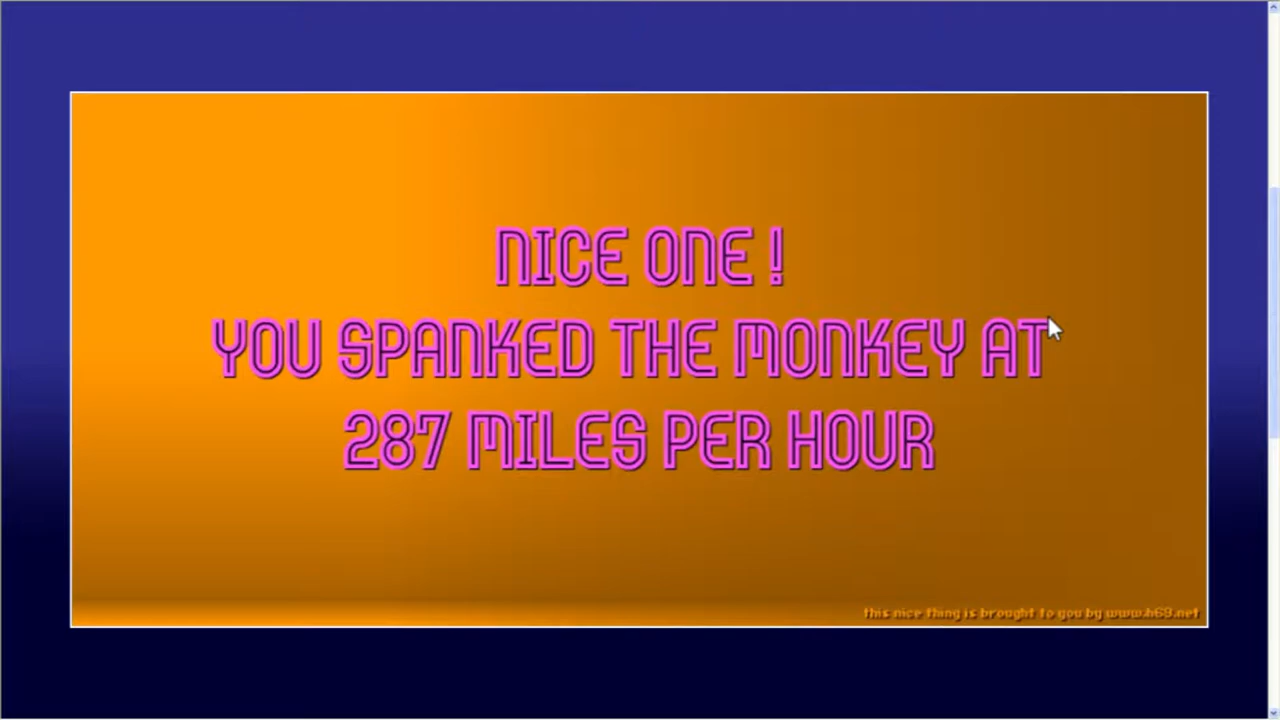 NICE ONE !
YOU SPANKED THE MONKEY AT
287 MILES PER HOUR
this nice thing is brought to you by www.h69.net